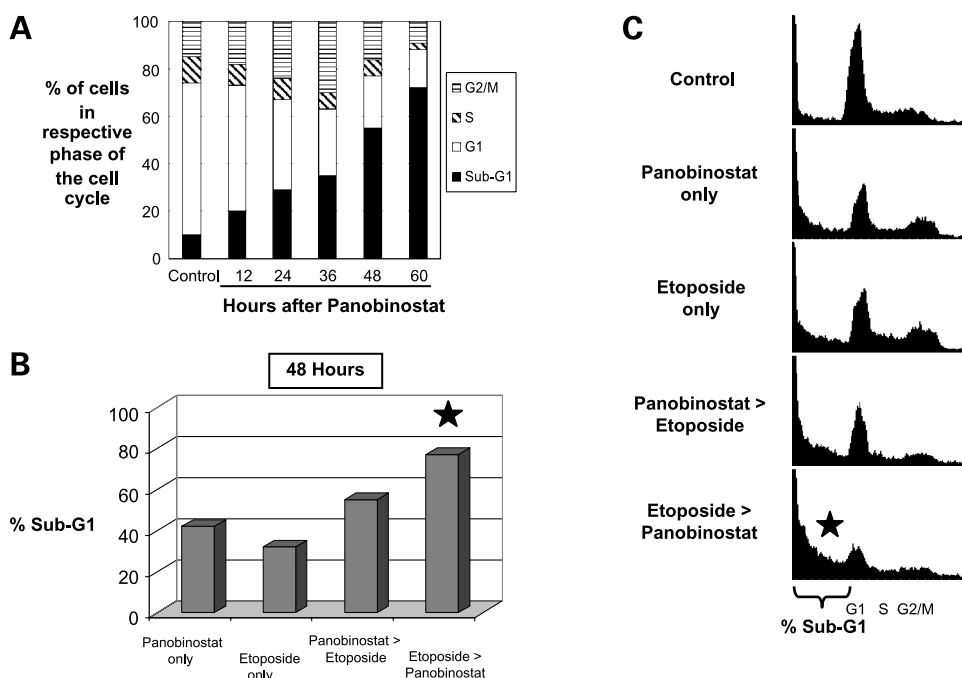 A
% of cells
in
respective
phase of
the cell
cycle
100
80
60
40
20
0
G2/M
S
G1
Sub-G1
Control 12 24 36 48 60
Hours after Panobinostat
B
48 Hours
% Sub-G1
100
80
60
40
20
0
Panobinostat
only
Etoposide
only
Panobinostat >
Etoposide
Etoposide >
Panobinostat
C
Control
Panobinostat
only
Etoposide
only
Panobinostat >
Etoposide
Etoposide >
Panobinostat
G1 S G2/M
% Sub-G1